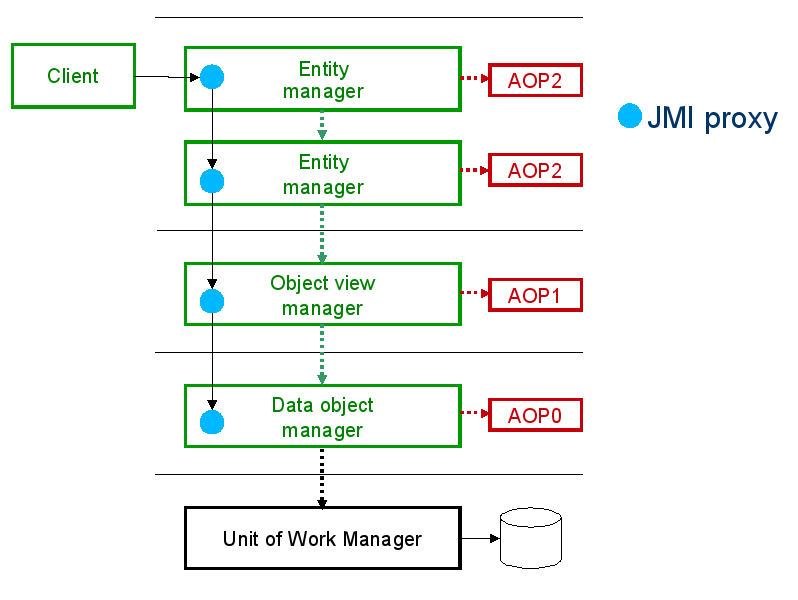 Client
Entity
manager
AOP2
JMI proxy
Entity
manager
AOP2
Object view
manager
AOP1
Data object
manager
AOP0
Unit of Work Manager